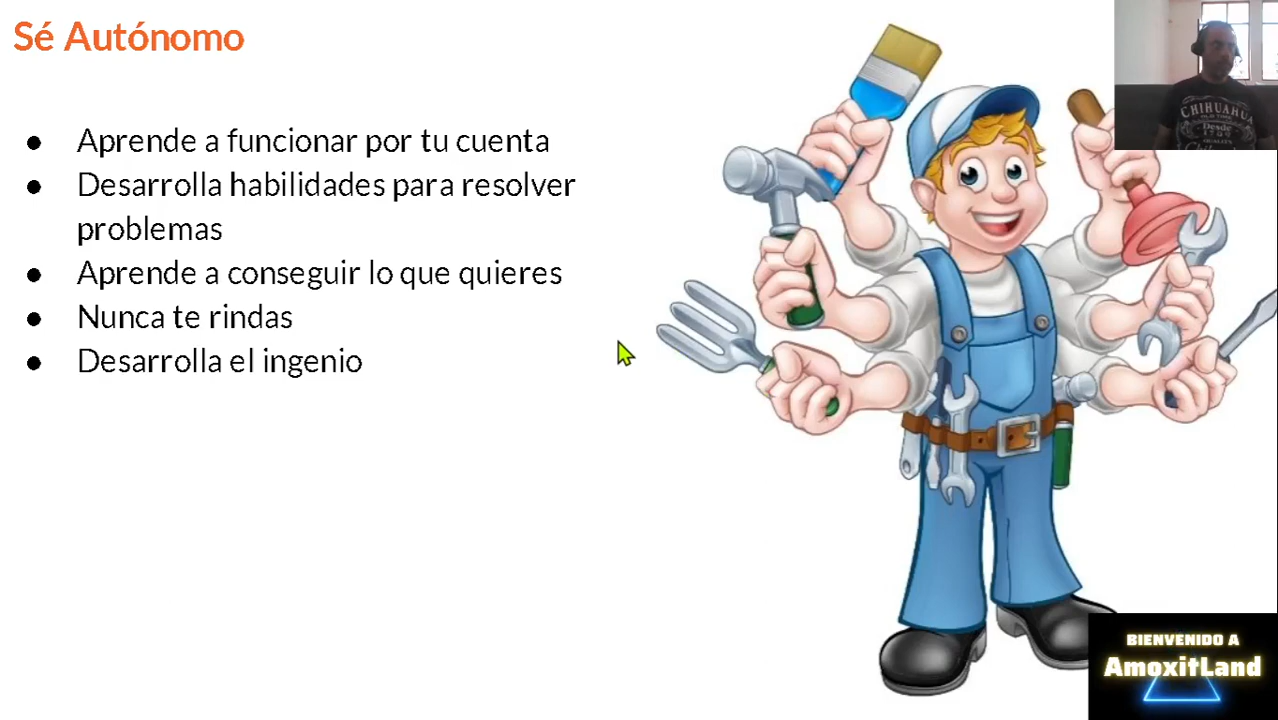 Sé Autónomo
● Aprende a funcionar por tu cuenta
● Desarrolla habilidades para resolver
problemas
● Aprende a conseguir lo que quieres
● Nunca te rindas
● Desarrolla el ingenio
CHIHUAHUA
Desde
BIENVENIDO A
AmoxitLand